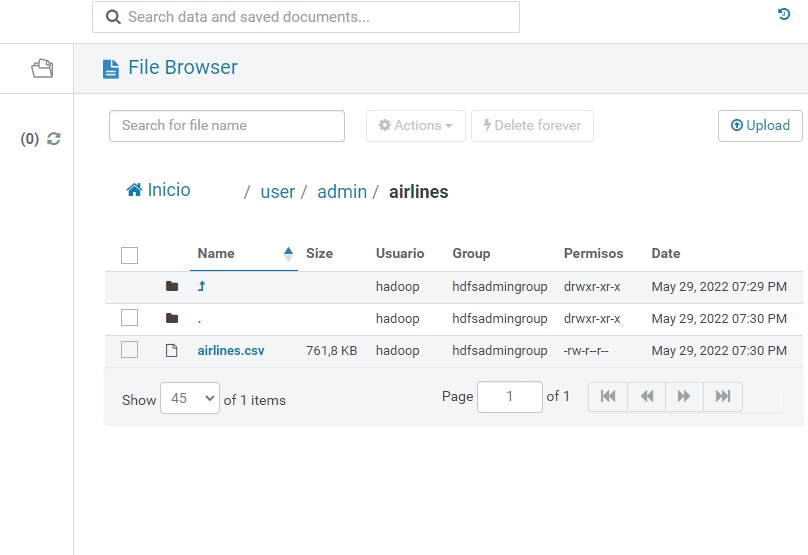 Search data and saved documents...
File Browser
(0)
Search for file name
Actions
Delete forever
Upload
Inicio / user / admin / airlines
Name Size Usuario Group Permisos Date
hadoop hdfsadmingroup drwxr-xr-x May 29, 2022 07:29 PM
. hadoop hdfsadmingroup drwxr-xr-x May 29, 2022 07:30 PM
airlines.csv 761,8 KB hadoop hdfsadmingroup -rw-r--r-- May 29, 2022 07:30 PM
Show 45 of 1 items Page 1 of 1